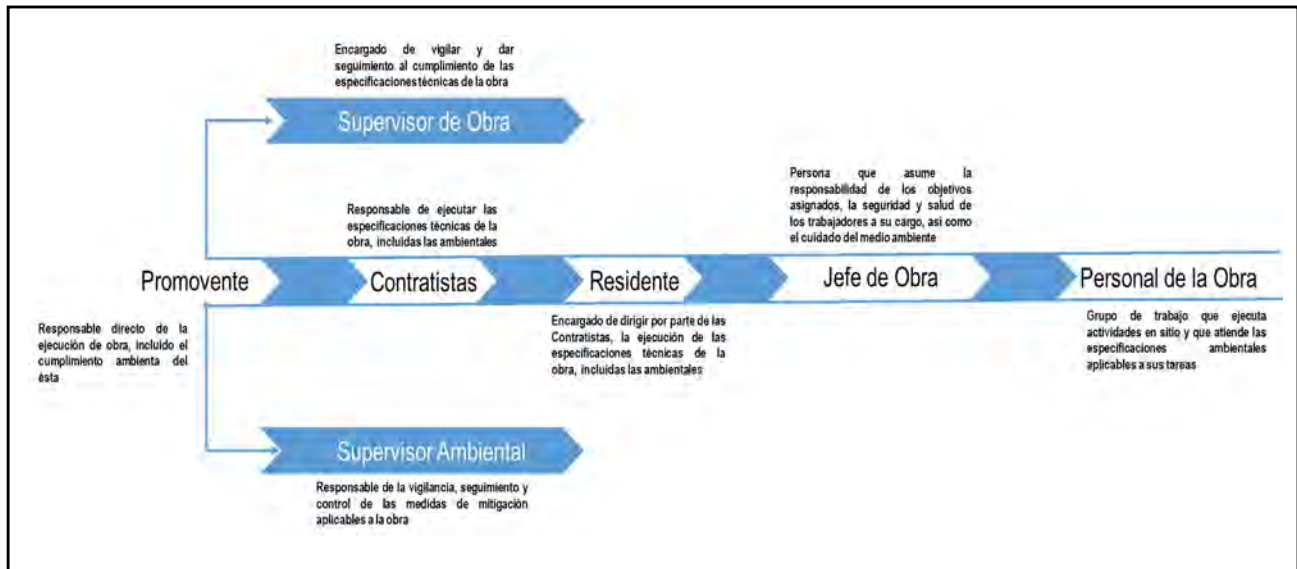 Encargado de vigilar y dar
seguimiento al cumplimiento de las
especificaciones técnicas de la obra
Supervisor de Obra
Persona que asume la
responsabilidad de los objetivos
asignados, la seguridad y salud de
los trabajadores a su cargo, asi como
el cuidado del medio ambiente
Responsable de ejecutar las
especificaciones técnicas de la
obra, incluidas las ambientales
Promovente
Contratistas
Residente
Jefe de Obra
Personal de la Obra
Responsable directo de la
ejecución de obra, incluido el
cumplimiento ambienta del
ésta
Encargado de dirigir por parte de las
Contratistas, la ejecución de las
especificaciones técnicas de la
obra, incluidas las ambientales
Grupo de trabajo que ejecuta
actividades en sitio y que atiende las
especificaciones ambientales
aplicables a sus tareas
Supervisor Ambiental
Responsable de la vigilancia, seguimiento y
control de las medidas de mitigación
aplicables a la obra